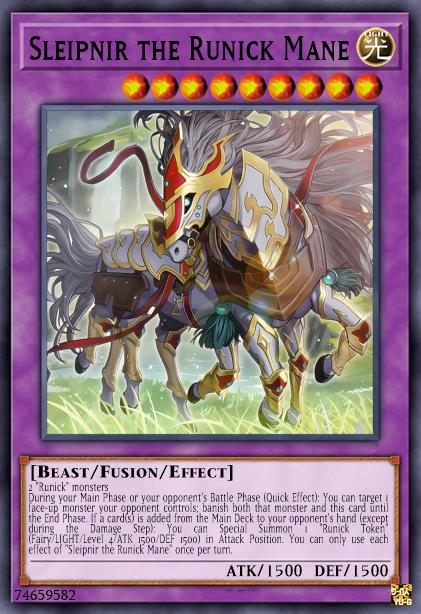 Sleipnir the Runick Mane
LIGHT
光
[Beast/Fusion/Effect]
2 "Runick" monsters
During your Main Phase or your opponent's Battle Phase (Quick Effect): You can target 1
face-up monster your opponent controls; banish both that monster and this card until
the End Phase. If a card(s) is added from the Main Deck to your opponent's hand (except
during the Damage Step): You can Special Summon 1 "Runick Token"
(Fairy/LIGHT/Level 4/ATK 1500/DEF 1500) in Attack Position. You can only use each
effect of "Sleipnir the Runick Mane" once per turn.
ATK/1500 DEF/1500
74659582